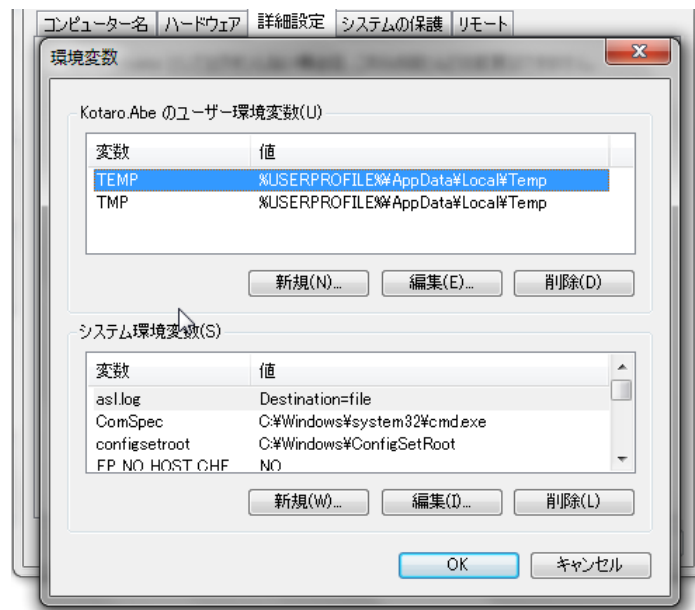 コンピューター名 ハードウェア 詳細設定 システムの保護 リモート
環境変数
Kotaro.Abe のユーザー環境変数(U)
変数 値
TEMP %USERPROFILE%¥AppData¥Local¥Temp
TMP %USERPROFILE%¥AppData¥Local¥Temp
新規(N)... 編集(E)... 削除(D)
システム環境変数(S)
変数 値
asl.log Destination=file
ComSpec C:¥Windows¥system32¥cmd.exe
configsetroot C:¥Windows¥ConfigSetRoot
FP_NO_HOST_CHE... NO
新規(W)... 編集(I)... 削除(L)
OK キャンセル